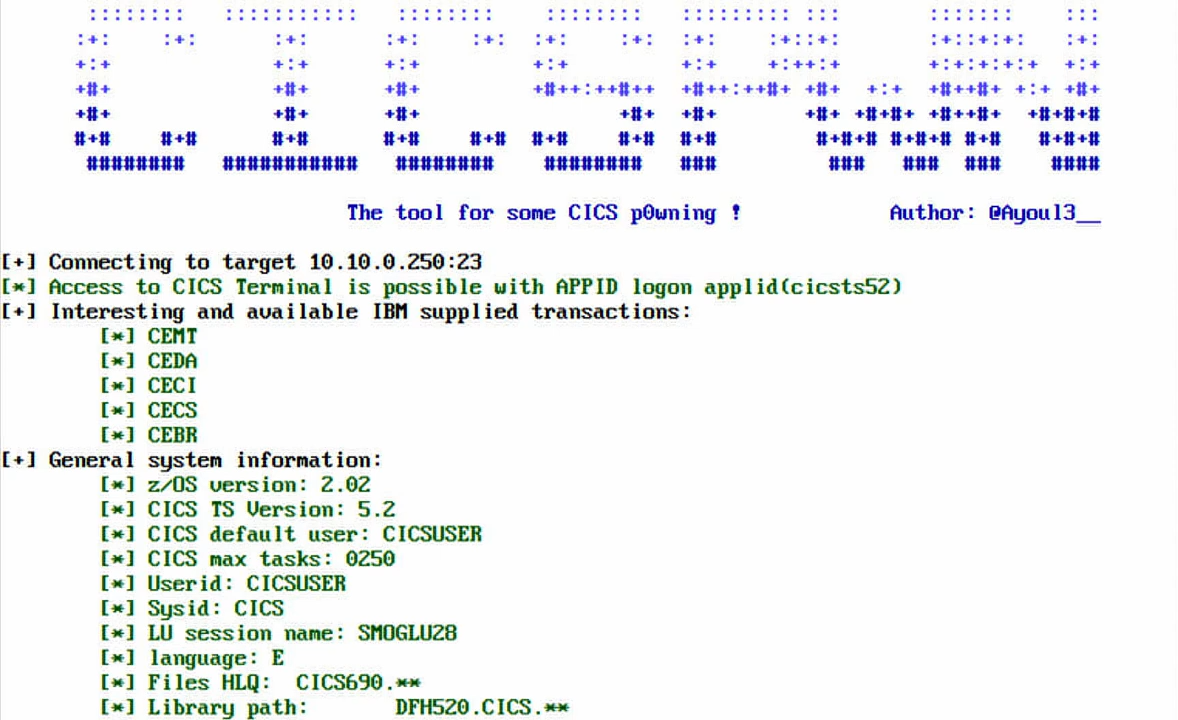 :::::::: ::::::::::: :::::::: :::::::: ::::::::: ::: ::::::: :::
:+: :+: :+: :+: :+: :+: :+: :+: :+::+: :+::+:+: :+:
+:+ +:+ +:+ +:+ +:+ +:++:+ +:+:+:+:+ +:+
+#+ +#+ +#+ +#++:++#++ +#++:++#+ +#+ +:+ +#++#+ +:+ +#+
+#+ +#+ +#+ +#+ +#+ +#+ +#+#+ +#++#+ +#+#+#
#+# #+# #+# #+# #+# #+# #+# #+# #+#+# #+#+# #+# #+#+#
######## ########### ######## ######## ### ### ### ### ####
The tool for some CICS p0wning ! Author: @Ayoul3__
[+] Connecting to target 10.10.0.250:23
[*] Access to CICS Terminal is possible with APPID logon applid(cicsts52)
[+] Interesting and available IBM supplied transactions:
[*] CEMT
[*] CEDA
[*] CECI
[*] CECS
[*] CEBR
[+] General system information:
[*] z/OS version: 2.02
[*] CICS TS Version: 5.2
[*] CICS default user: CICSUSER
[*] CICS max tasks: 0250
[*] Userid: CICSUSER
[*] Sysid: CICS
[*] LU session name: SMOGLU28
[*] language: E
[*] Files HLQ: CICS690.**
[*] Library path: DFH520.CICS.**